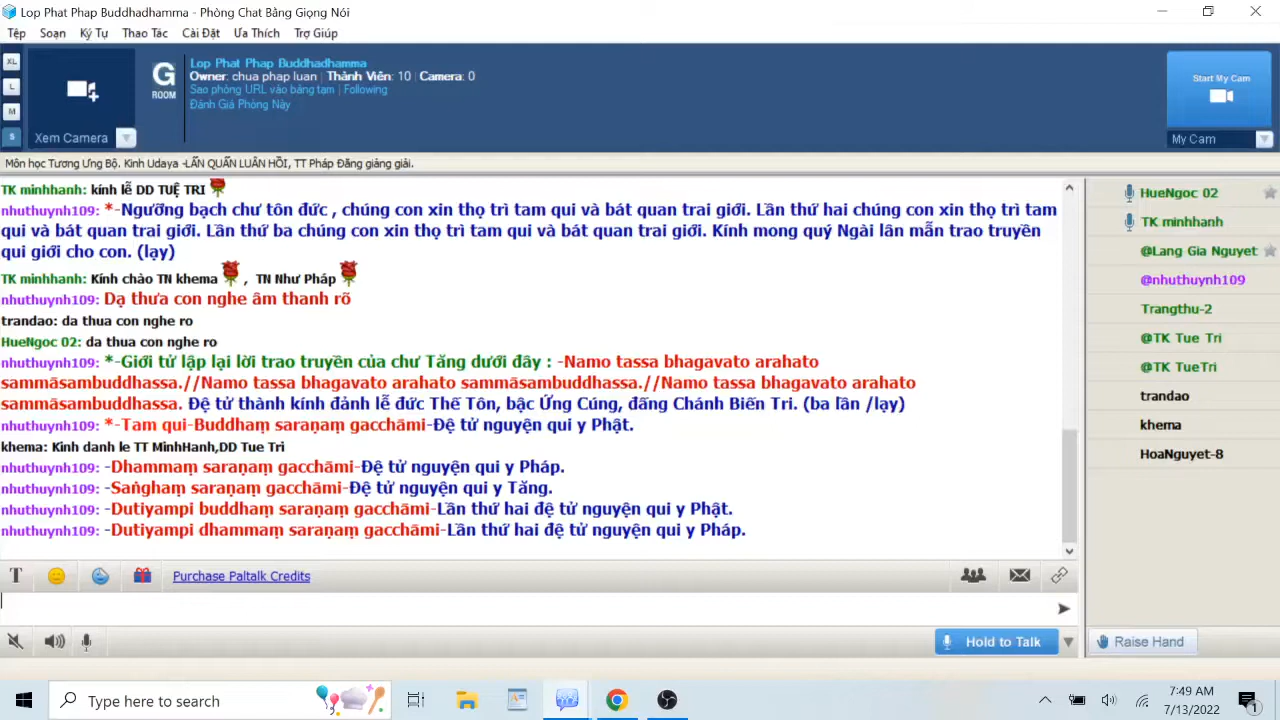 Lop Phat Phap Buddhadhamma - Phòng Chat Bằng Giọng Nói
Tệp Soạn Ký Tự Thao Tác Cài Đặt Ưa Thích Trợ Giúp
XL
L
M
S
Xem Camera
G
ROOM
Lop Phat Phap Buddhadhamma
Owner: chua phap luan | Thành Viên: 10 | Camera: 0
Sao phòng URL vào bảng tạm | Following
Đánh Giá Phòng Này
Start My Cam
My Cam
Môn học Tương Ưng Bộ. Kinh Udaya -LẨN QUẨN LUÂN HỒI, TT Pháp Đăng giảng giải.
TK minhhanh: kính lễ DD TUỆ TRI
nhuthuynh109: *-Ngưỡng bạch chư tôn đức , chúng con xin thọ trì tam qui và bát quan trai giới. Lần thứ hai chúng con xin thọ trì tam
qui và bát quan trai giới. Lần thứ ba chúng con xin thọ trì tam qui và bát quan trai giới. Kính mong quý Ngài lân mẫn trao truyền
qui giới cho con. (lạy)
TK minhhanh: Kính chào TN khema , TN Như Pháp
nhuthuynh109: Dạ thưa con nghe âm thanh rõ
trandao: da thua con nghe ro
HueNgoc 02: da thua con nghe ro
nhuthuynh109: *-Giới tử lập lại lời trao truyền của chư Tăng dưới đây : -Namo tassa bhagavato arahato
sammāsambuddhassa.//Namo tassa bhagavato arahato sammāsambuddhassa.//Namo tassa bhagavato arahato
sammāsambuddhassa. Đệ tử thành kính đảnh lễ đức Thế Tôn, bậc Ứng Cúng, đấng Chánh Biến Tri. (ba lần /lạy)
nhuthuynh109: *-Tam qui-Buddhaṃ saraṇaṃ gacchāmi-Đệ tử nguyện qui y Phật.
khema: Kinh danh le TT MinhHanh,DD Tue Tri
nhuthuynh109: -Dhammaṃ saraṇaṃ gacchāmi-Đệ tử nguyện qui y Pháp.
nhuthuynh109: -Saṅghaṃ saraṇaṃ gacchāmi-Đệ tử nguyện qui y Tăng.
nhuthuynh109: -Dutiyampi buddhaṃ saraṇaṃ gacchāmi-Lần thứ hai đệ tử nguyện qui y Phật.
nhuthuynh109: -Dutiyampi dhammaṃ saraṇaṃ gacchāmi-Lần thứ hai đệ tử nguyện qui y Pháp.
HueNgoc 02
TK minhhanh
@Lang Gia Nguyet
@nhuthuynh109
Trangthu-2
@TK Tue Tri
@TK TueTri
trandao
khema
HoaNguyet-8
T Purchase Paltalk Credits
Hold to Talk
Raise Hand
Type here to search
7:49 AM
7/13/2022
1